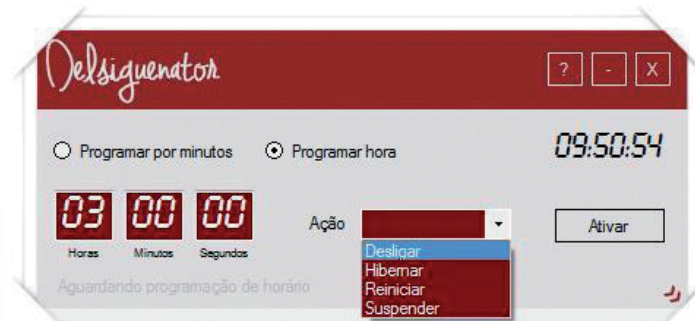 Delsiguenator
? - X
Programar por minutos Programar hora 09:50:54
03 00 00
Horas Minutos Segundos
Ação
Ativar
Desligar
Hibernar
Reiniciar
Suspender
Aguardando programação de horário